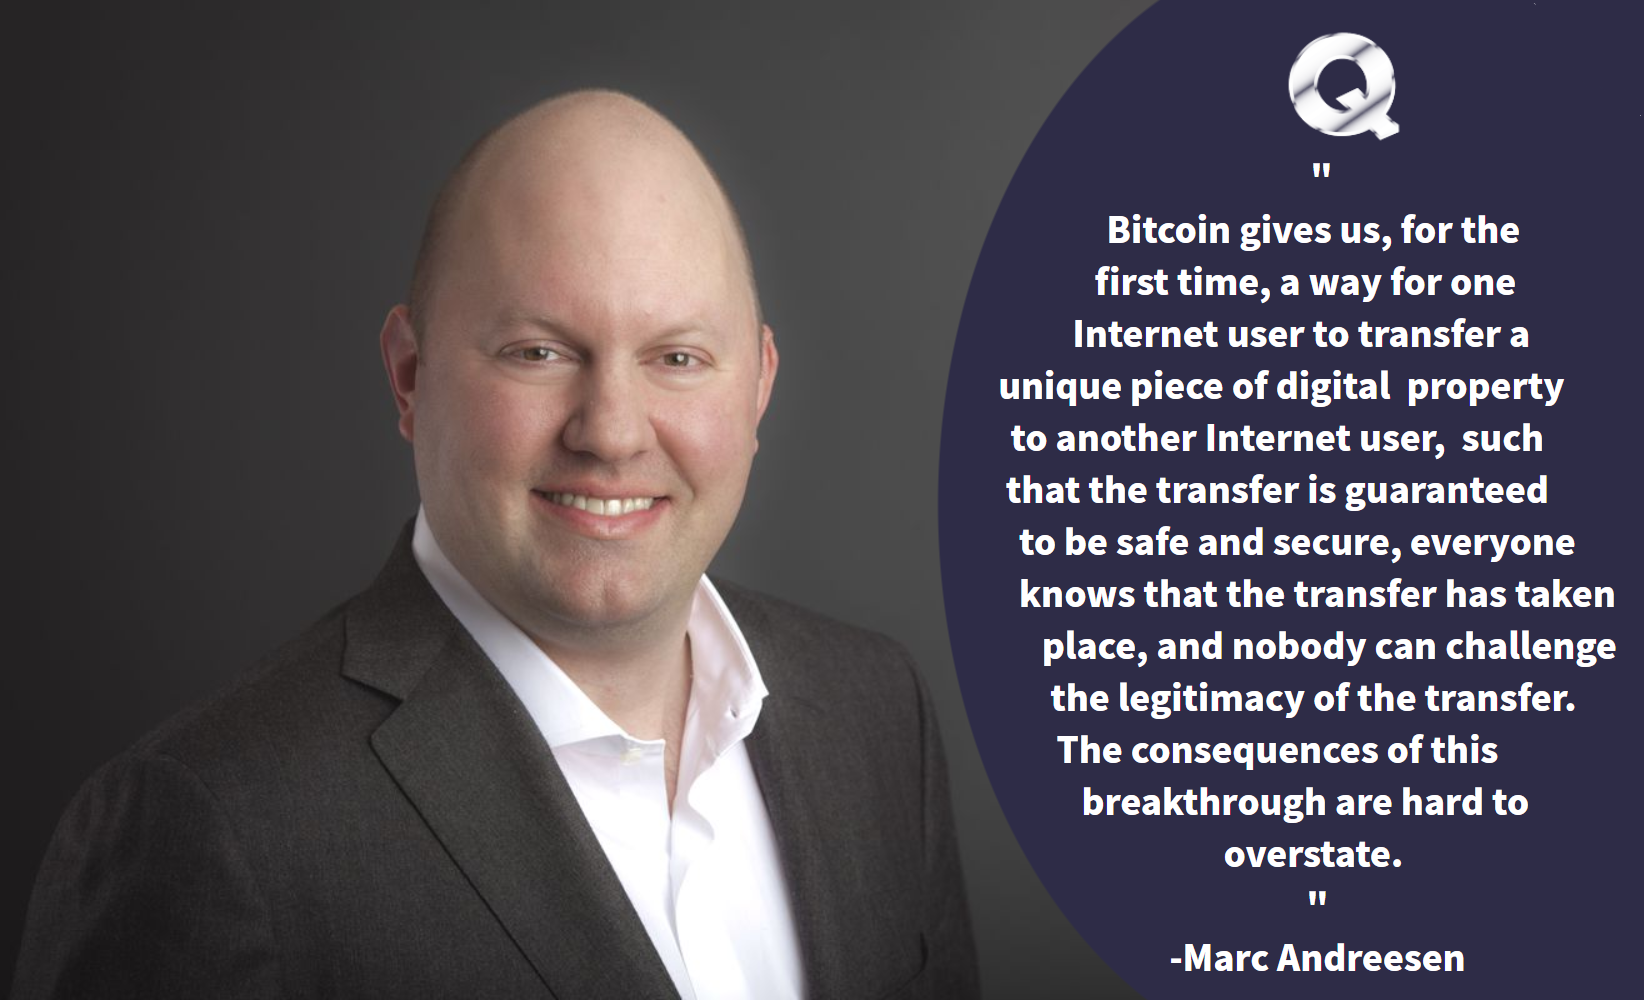 Q
"
Bitcoin gives us, for the
first time, a way for one
Internet user to transfer a
unique piece of digital  property
to another Internet user,  such
that the transfer is guaranteed
to be safe and secure, everyone
knows that the transfer has taken
place, and nobody can challenge
the legitimacy of the transfer.
The consequences of this
breakthrough are hard to
overstate.
"
-Marc Andreesen